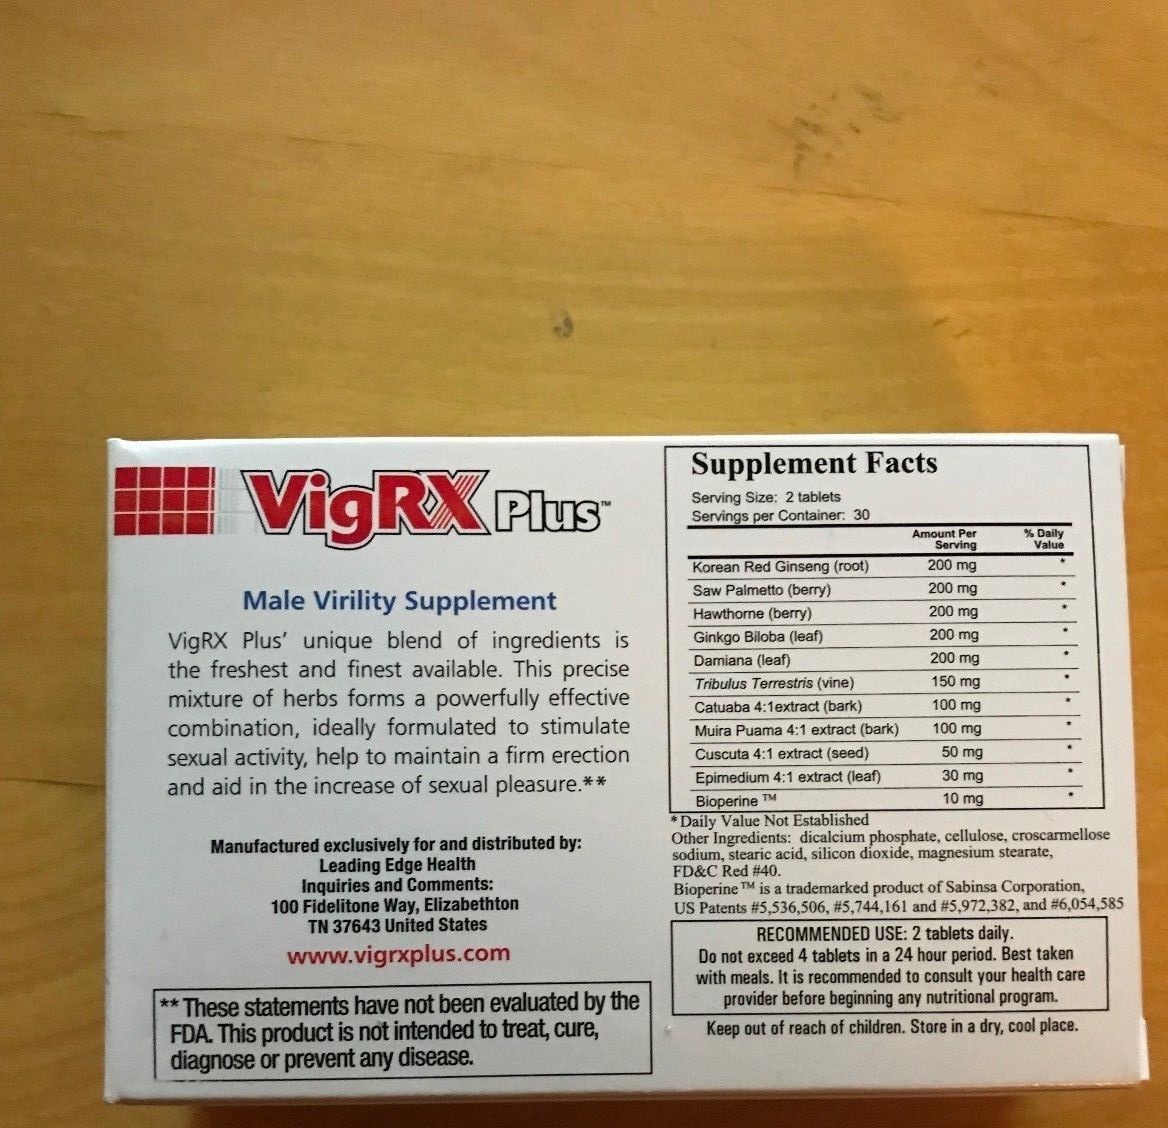 VigRX Plus™
Male Virility Supplement
VigRX Plus’ unique blend of ingredients is
the freshest and finest available. This precise
mixture of herbs forms a powerfully effective
combination, ideally formulated to stimulate
sexual activity, help to maintain a firm erection
and aid in the increase of sexual pleasure.**
Manufactured exclusively for and distributed by:
Leading Edge Health
Inquiries and Comments:
100 Fidelitone Way, Elizabethton
TN 37643 United States
www.vigrxplus.com
** These statements have not been evaluated by the
FDA. This product is not intended to treat, cure,
diagnose or prevent any disease.
Supplement Facts
Serving Size: 2 tablets
Servings per Container: 30
Amount Per Serving % Daily Value
Korean Red Ginseng (root) 200 mg *
Saw Palmetto (berry) 200 mg *
Hawthorne (berry) 200 mg *
Ginkgo Biloba (leaf) 200 mg *
Damiana (leaf) 200 mg *
Tribulus Terrestris (vine) 150 mg *
Catuaba 4:1extract (bark) 100 mg *
Muira Puama 4:1 extract (bark) 100 mg *
Cuscuta 4:1 extract (seed) 50 mg *
Epimedium 4:1 extract (leaf) 30 mg *
Bioperine ™ 10 mg *
* Daily Value Not Established
Other Ingredients: dicalcium phosphate, cellulose, croscarmellose
sodium, stearic acid, silicon dioxide, magnesium stearate,
FD&C Red #40.
Bioperine ™ is a trademarked product of Sabinsa Corporation,
US Patents #5,536,506, #5,744,161 and #5,972,382, and #6,054,585
RECOMMENDED USE: 2 tablets daily.
Do not exceed 4 tablets in a 24 hour period. Best taken
with meals. It is recommended to consult your health care
provider before beginning any nutritional program.
Keep out of reach of children. Store in a dry, cool place.